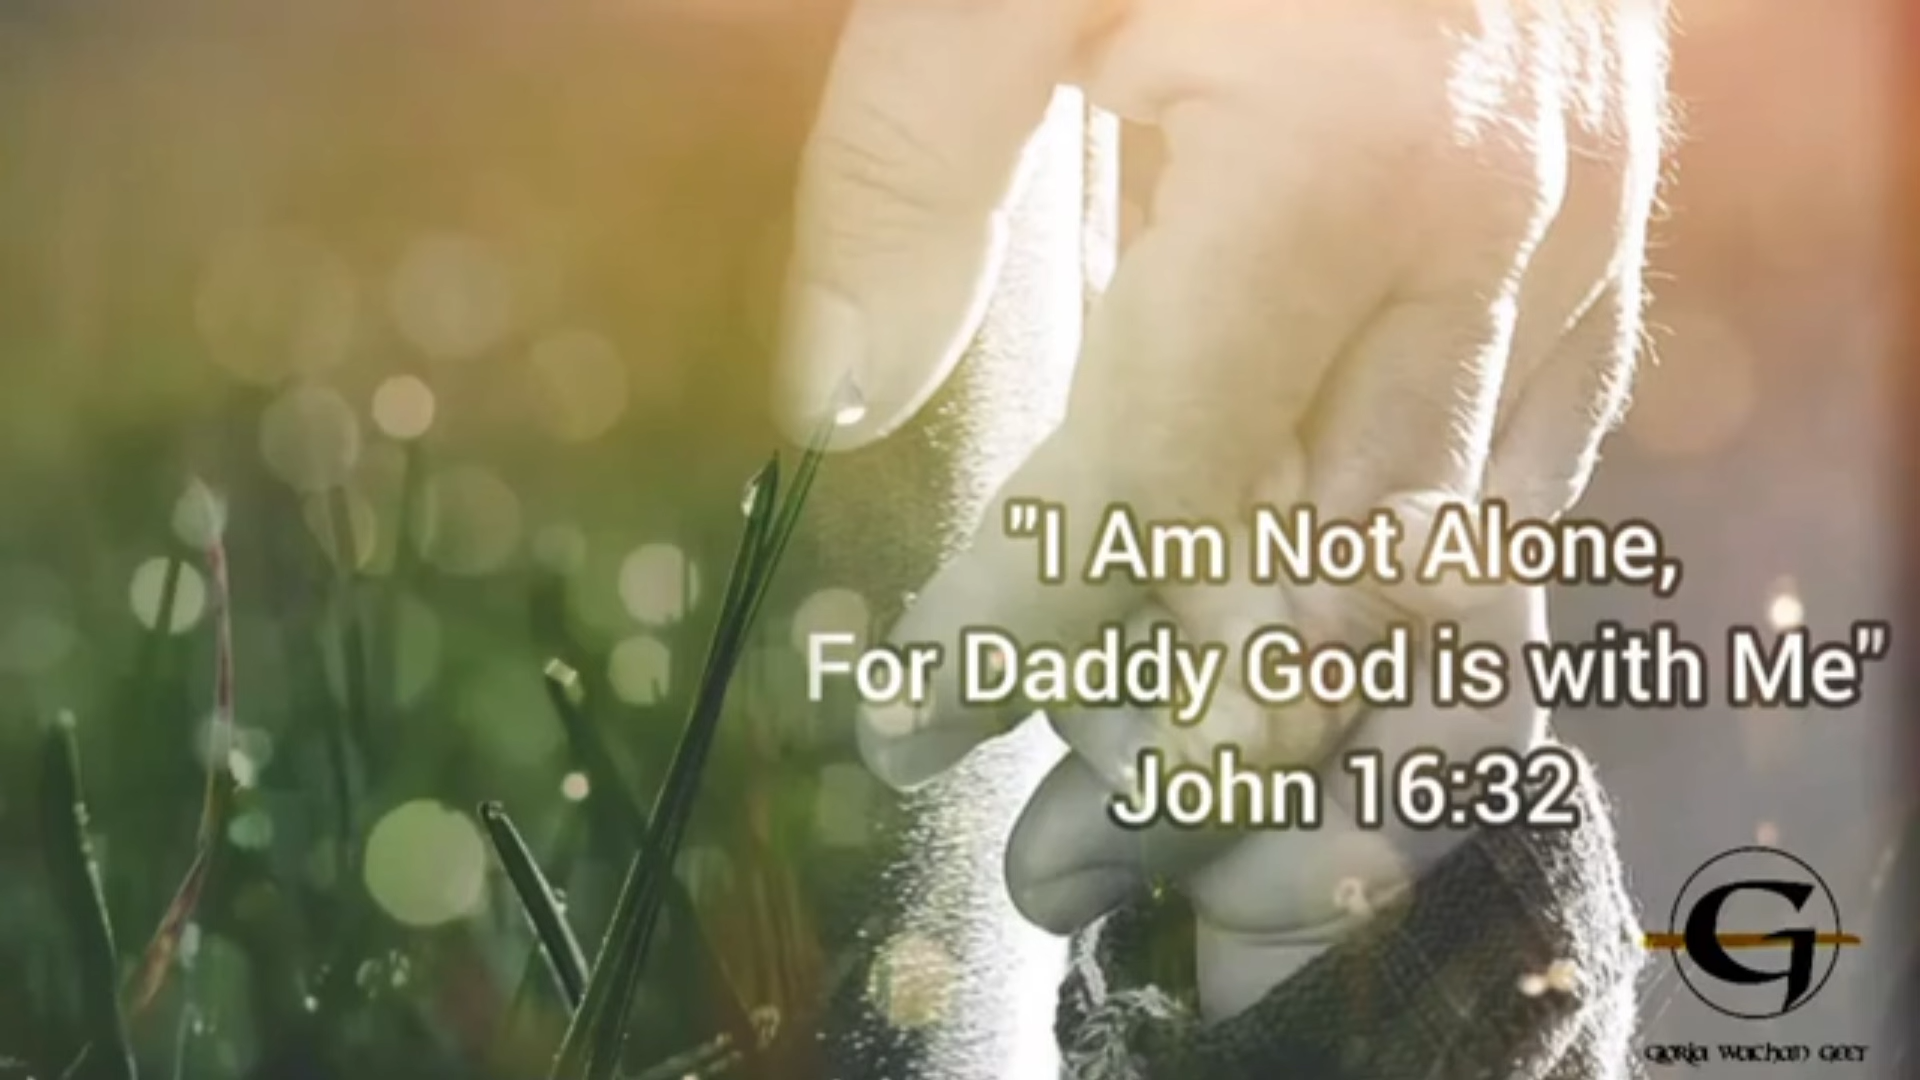 "I Am Not Alone,
For Daddy God is with Me"
John 16:32
G